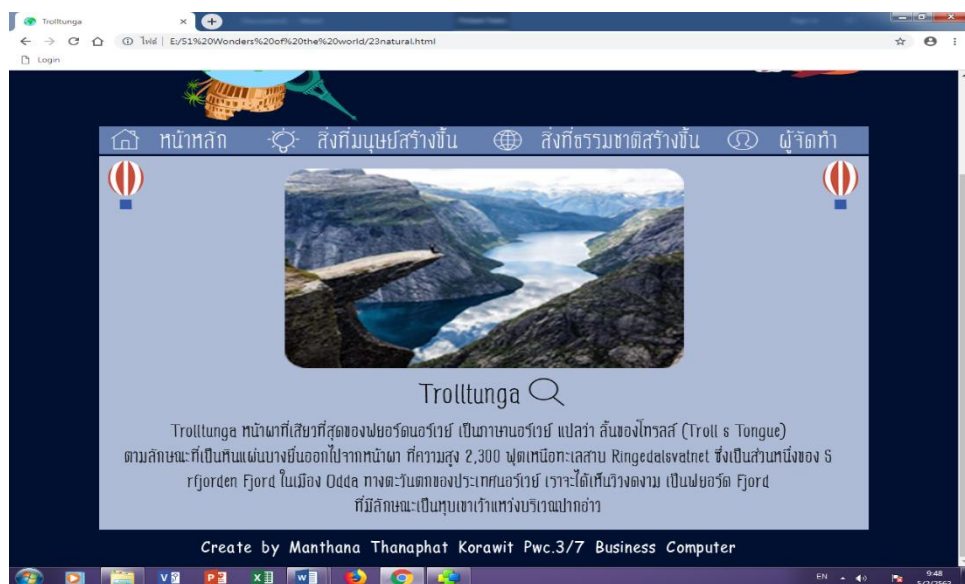 Trolltunga
ไฟล์ | E:/51%20Wonders%20of%20the%20world/23natural.html
Login
หน้าหลัก สิ่งที่มนุษย์สร้างขึ้น สิ่งที่ธรรมชาติสร้างขึ้น ผู้จัดทำ
Trolltunga
Trolltunga หน้าผาที่เสียวที่สุดของฟยอร์ดนอร์เวย์ เป็นภาษานอร์เวย์ แปลว่า ลิ้นของโทรลล์ (Troll s Tongue)
ตามลักษณะที่เป็นหินแผ่นบางยื่นออกไปจากหน้าผา ที่ความสูง 2,300 ฟุตเหนือทะเลสาบ Ringedalsvatnet ซึ่งเป็นส่วนหนึ่งของ S
rfjorden Fjord ในเมือง Odda ทางตะวันตกของประเทศนอร์เวย์ เราจะได้เห็นวิวงดงาม เป็นฟยอร์ด Fjord
ที่มีลักษณะเป็นหุบเขาเว้าแหว่งบริเวณปากอ่าว
Create by Manthana Thanaphat Korawit Pwc.3/7 Business Computer
EN 9:48
5/2/2563